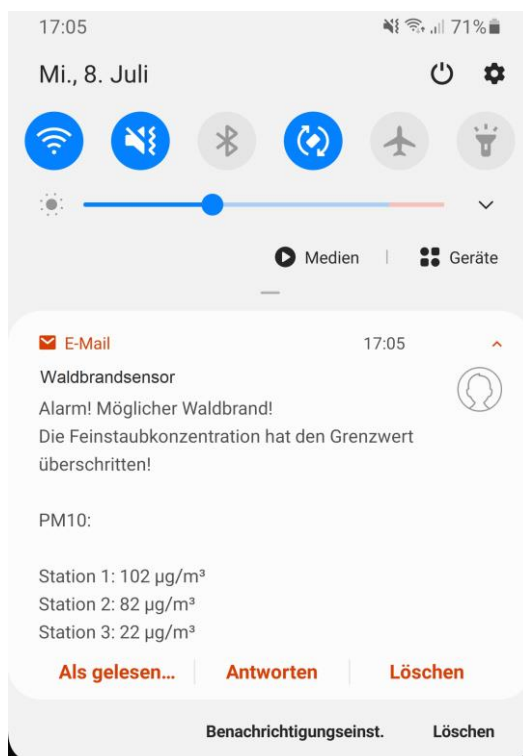 17:05 71%
Mi., 8. Juli
Medien | Geräte
E-Mail 17:05
Waldbrandsensor
Alarm! Möglicher Waldbrand!
Die Feinstaubkonzentration hat den Grenzwert
überschritten!
PM10:
Station 1: 102 µg/m³
Station 2: 82 µg/m³
Station 3: 22 µg/m³
Als gelesen... Antworten Löschen
Benachrichtigungseinst. Löschen